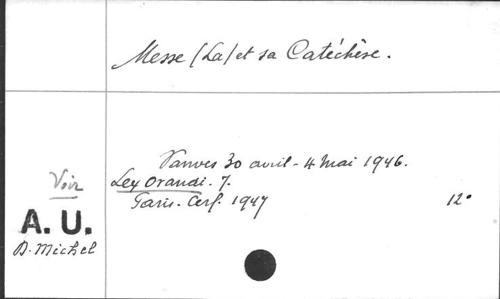 Messe (La) et sa Catéchèse.
Vanves 30 avril - 4 Mai 1946.
Lex Orandi. 7.
Paris. Cerf. 1947 12°
Voir
A. U.
D. Michel